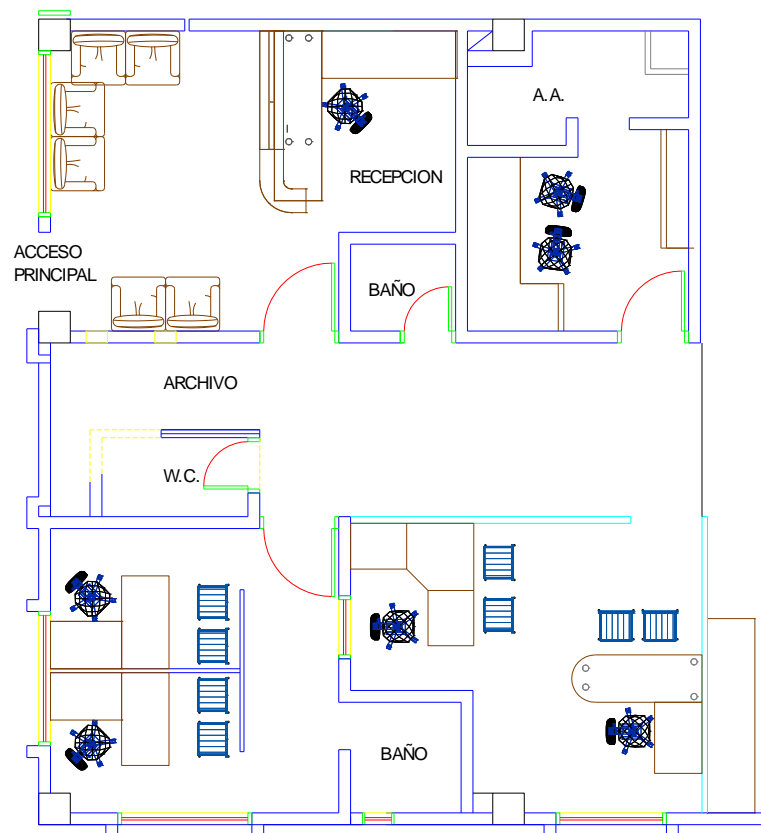 A.A.
RECEPCION
ACCESO
PRINCIPAL
BAÑO
ARCHIVO
W.C.
BAÑO